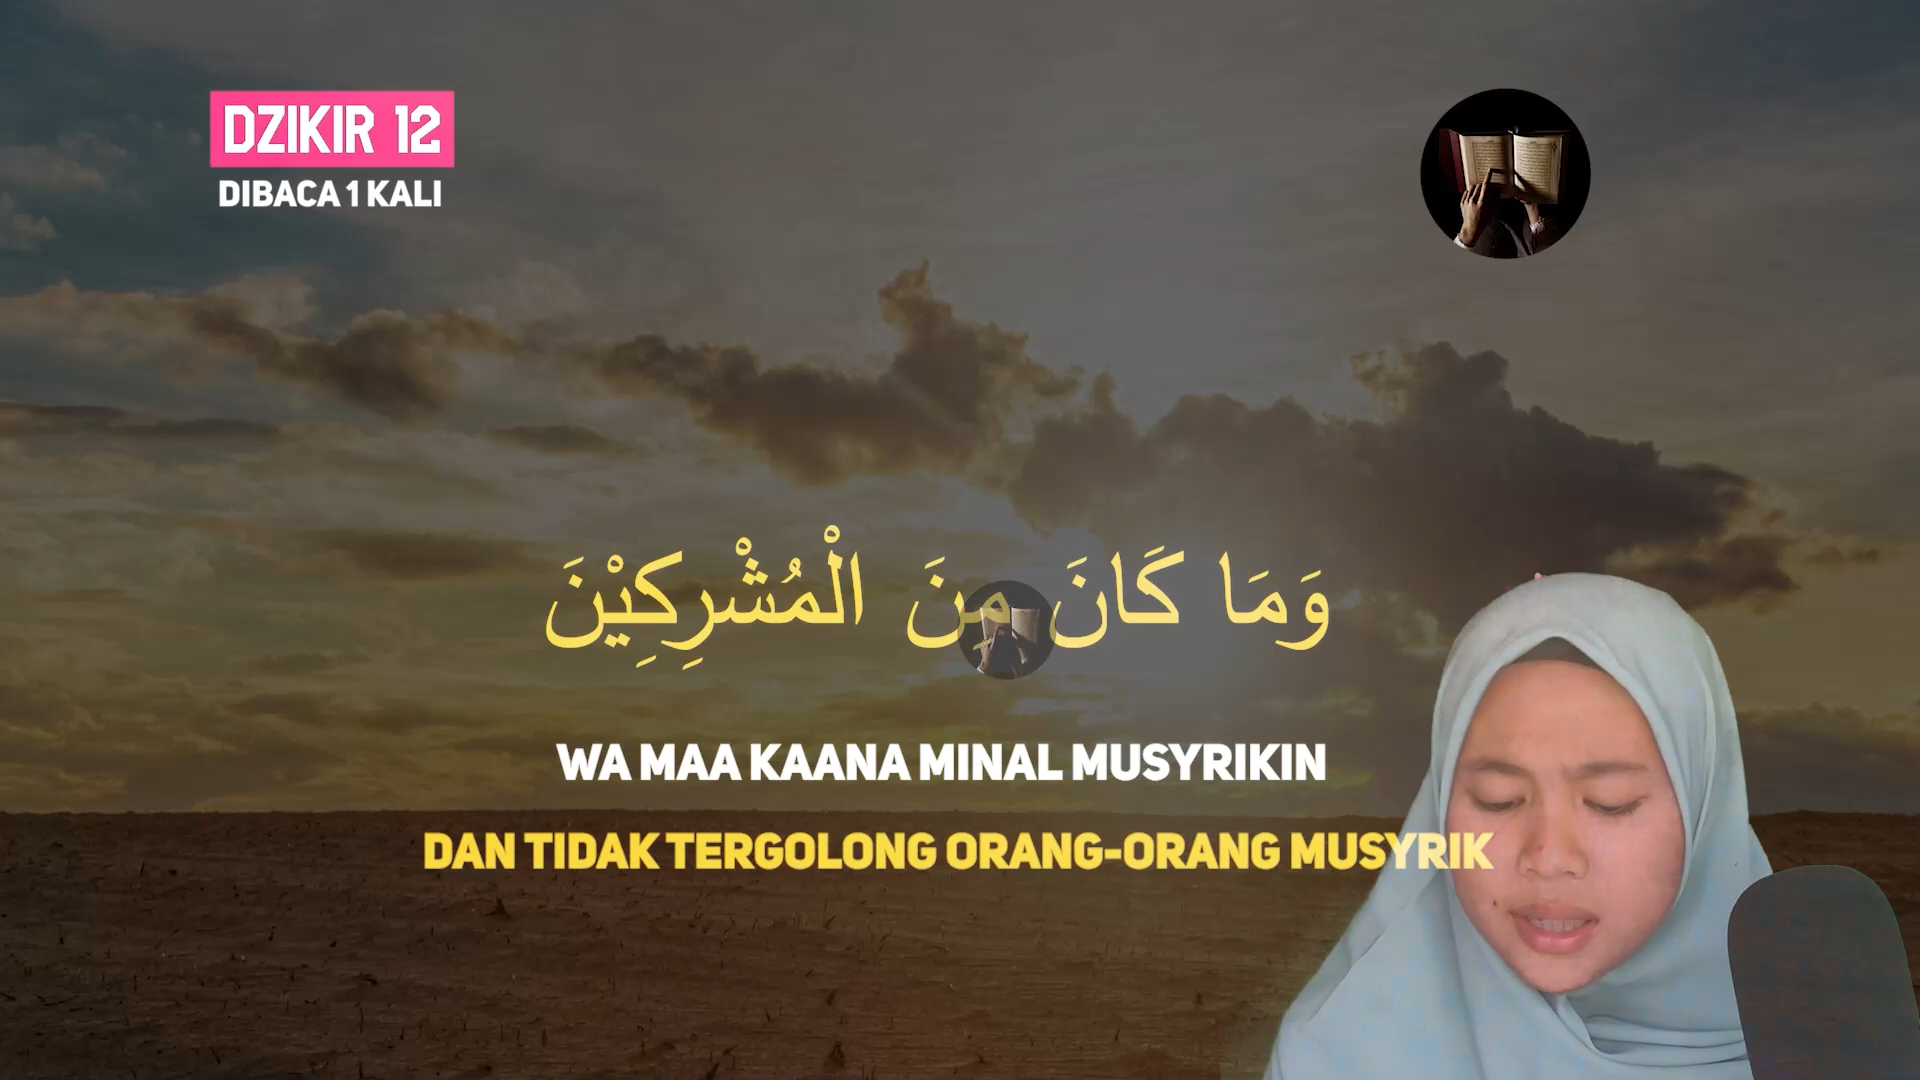 DZIKIR 12
DIBACA 1 KALI
وَمَا كَانَ مِنَ الْمُشْرِكِيْنَ
WA MAA KAANA MINAL MUSYRIKIN
DAN TIDAK TERGOLONG ORANG-ORANG MUSYRIK